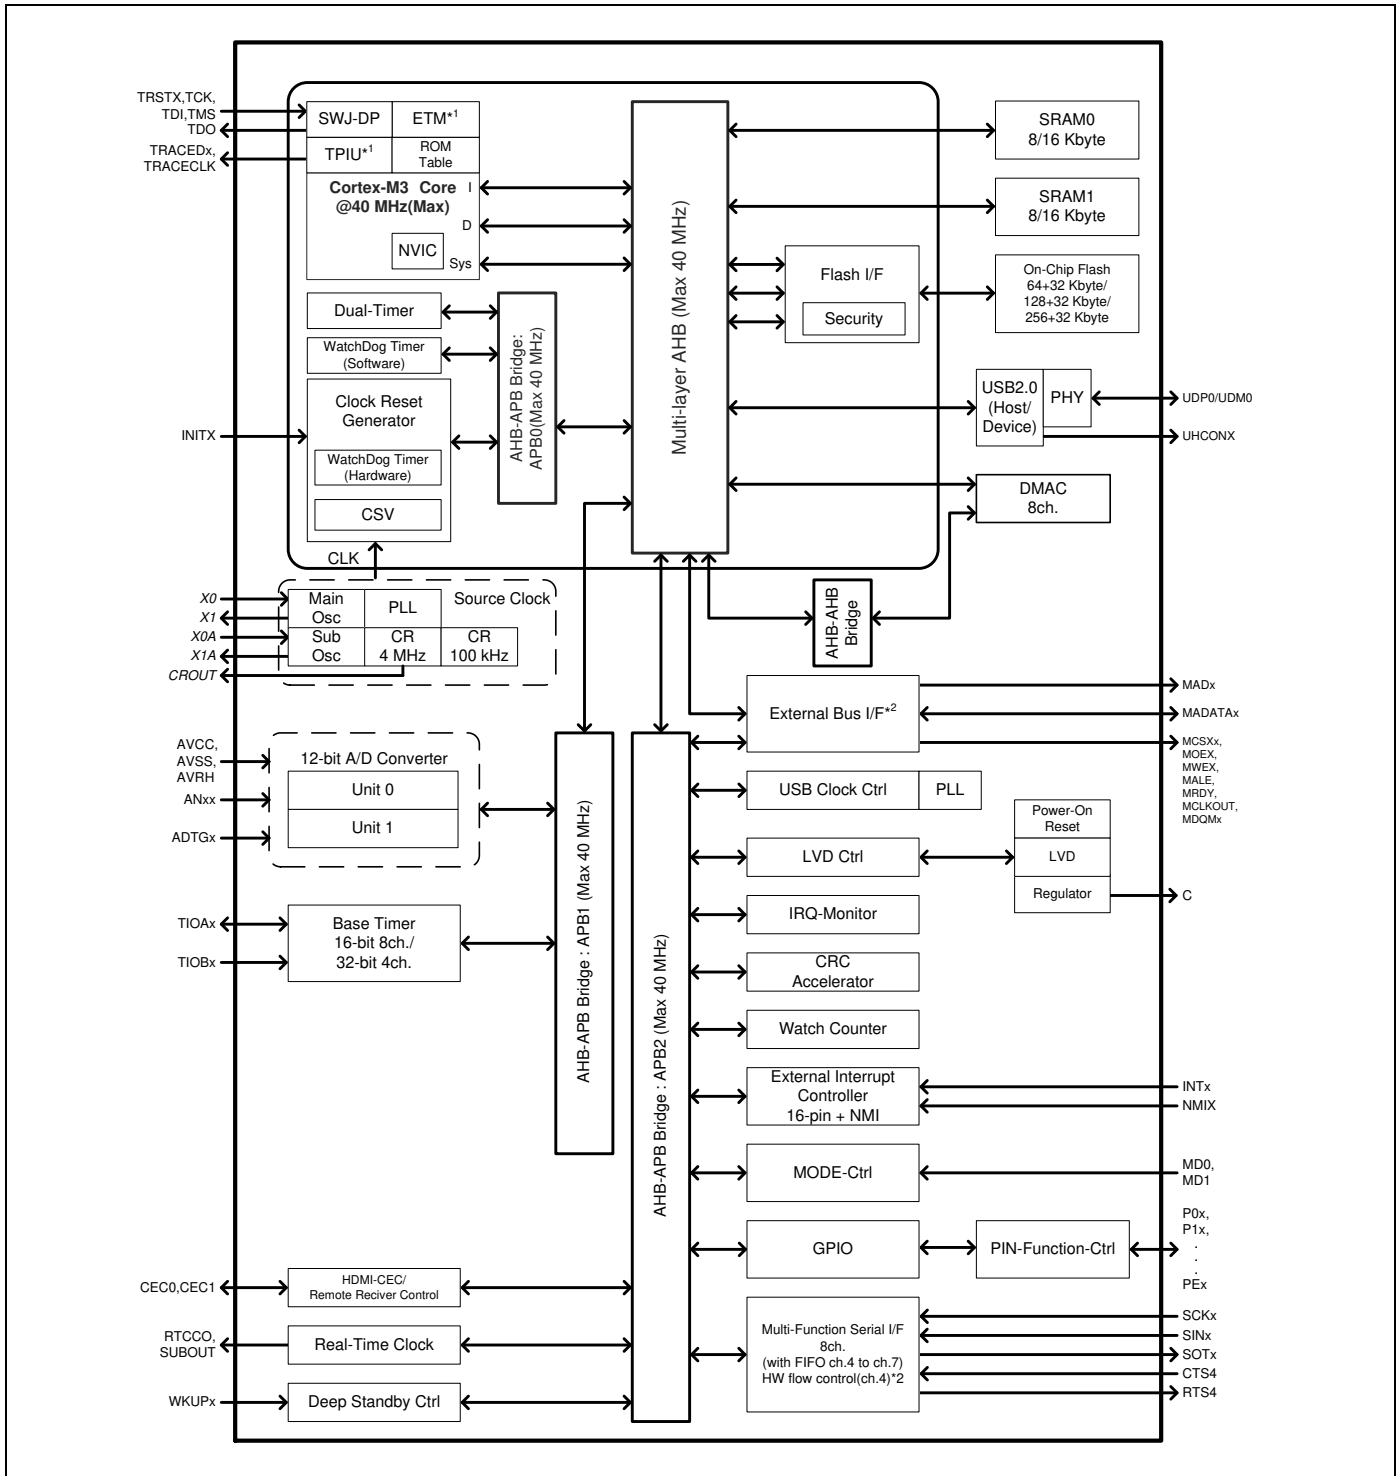 TRSTX,TCK,
TDI,TMS
TDO
TRACEDx,
TRACECLK
SWJ-DP
ETM*1
TPIU*1
ROM
Table
Cortex-M3 Core
@40 MHz(Max)
I
D
Sys
NVIC
Dual-Timer
WatchDog Timer
(Software)
Clock Reset
Generator
WatchDog Timer
(Hardware)
CSV
INITX
CLK
AHB-APB Bridge:
APB0(Max 40 MHz)
Multi-layer AHB (Max 40 MHz)
SRAM0
8/16 Kbyte
SRAM1
8/16 Kbyte
Flash I/F
Security
On-Chip Flash
64+32 Kbyte/
128+32 Kbyte/
256+32 Kbyte
USB2.0
(Host/
Device)
PHY
UDP0/UDM0
UHCONX
DMAC
8ch.
AHB-AHB
Bridge
X0
X1
X0A
X1A
CROUT
Main
Osc
PLL
Source Clock
Sub
Osc
CR
4 MHz
CR
100 kHz
AVCC,
AVSS,
AVRH
ANxx
ADTGx
12-bit A/D Converter
Unit 0
Unit 1
TIOAx
TIOBx
Base Timer
16-bit 8ch./
32-bit 4ch.
AHB-APB Bridge : APB1 (Max 40 MHz)
AHB-APB Bridge : APB2 (Max 40 MHz)
External Bus I/F*2
MADx
MADATAx
MCSXx,
MOEX,
MWEX,
MALE,
MRDY,
MCLKOUT,
MDQMx
USB Clock Ctrl
PLL
LVD Ctrl
Power-On
Reset
LVD
Regulator
C
IRQ-Monitor
CRC
Accelerator
Watch Counter
External Interrupt
Controller
16-pin + NMI
INTx
NMIX
MODE-Ctrl
MD0,
MD1
GPIO
PIN-Function-Ctrl
P0x,
P1x,
.
.
.
PEx
CEC0,CEC1
HDMI-CEC/
Remote Reciver Control
RTCCO,
SUBOUT
Real-Time Clock
WKUPx
Deep Standby Ctrl
Multi-Function Serial I/F
8ch.
(with FIFO ch.4 to ch.7)
HW flow control(ch.4)*2
SCKx
SINx
SOTx
CTS4
RTS4